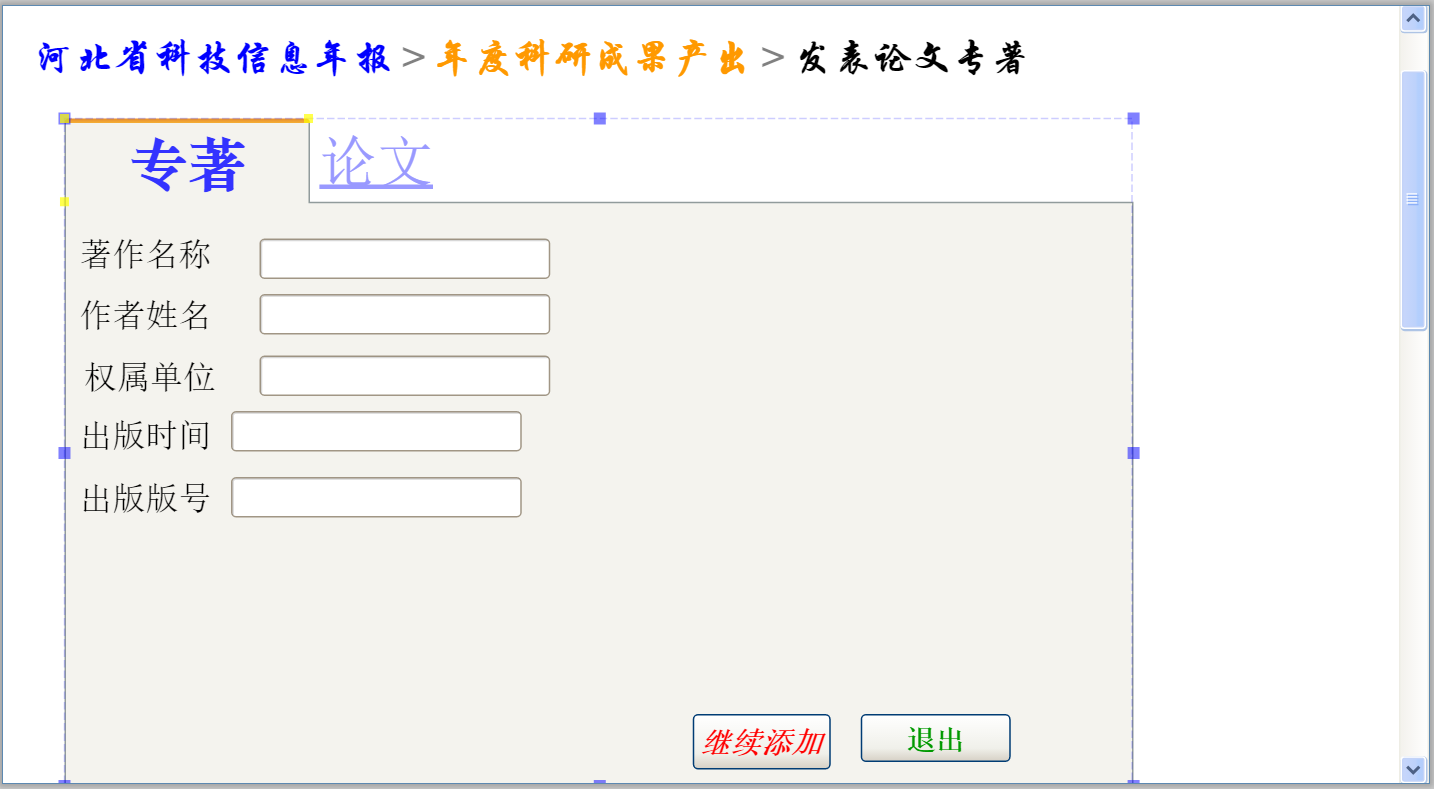 河北省科技信息年报>年度科研成果产出>发表论文专著
专著 论文
著作名称
作者姓名
权属单位
出版时间
出版版号
继续添加 退出